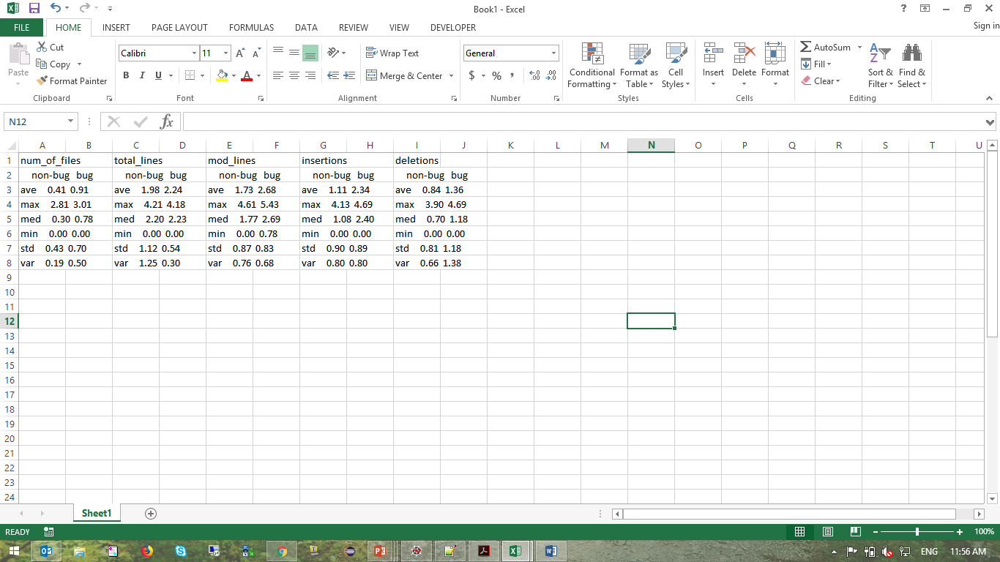 Book1 - Excel
Sign in
FILE HOME INSERT PAGE LAYOUT FORMULAS DATA REVIEW VIEW DEVELOPER
Paste
Cut
Copy
Format Painter
Calibri 11
B I U
Wrap Text
Merge & Center
General
$ % ,
Conditional Formatting
Format as Table
Cell Styles
Insert
Delete
Format
AutoSum
Fill
Clear
Sort & Filter
Find & Select
Clipboard Font Alignment Number Styles Cells Editing
N12 fx
A B C D E F G H I J K L M N O P Q R S T U
1 num_of_files total_lines mod_lines insertions deletions
2 non-bug bug non-bug bug non-bug bug non-bug bug non-bug bug
3 ave 0.41 0.91 ave 1.98 2.24 ave 1.73 2.68 ave 1.11 2.34 ave 0.84 1.36
4 max 2.81 3.01 max 4.21 4.18 max 4.61 5.43 max 4.13 4.69 max 3.90 4.69
5 med 0.30 0.78 med 2.20 2.23 med 1.77 2.69 med 1.08 2.40 med 0.70 1.18
6 min 0.00 0.00 min 0.00 0.00 min 0.00 0.78 min 0.00 0.00 min 0.00 0.00
7 std 0.43 0.70 std 1.12 0.54 std 0.87 0.83 std 0.90 0.89 std 0.81 1.18
8 var 0.19 0.50 var 1.25 0.30 var 0.76 0.68 var 0.80 0.80 var 0.66 1.38
9
10
11
12
13
14
15
16
17
18
19
20
21
22
23
24
Sheet1
READY 100%
ENG 11:56 AM